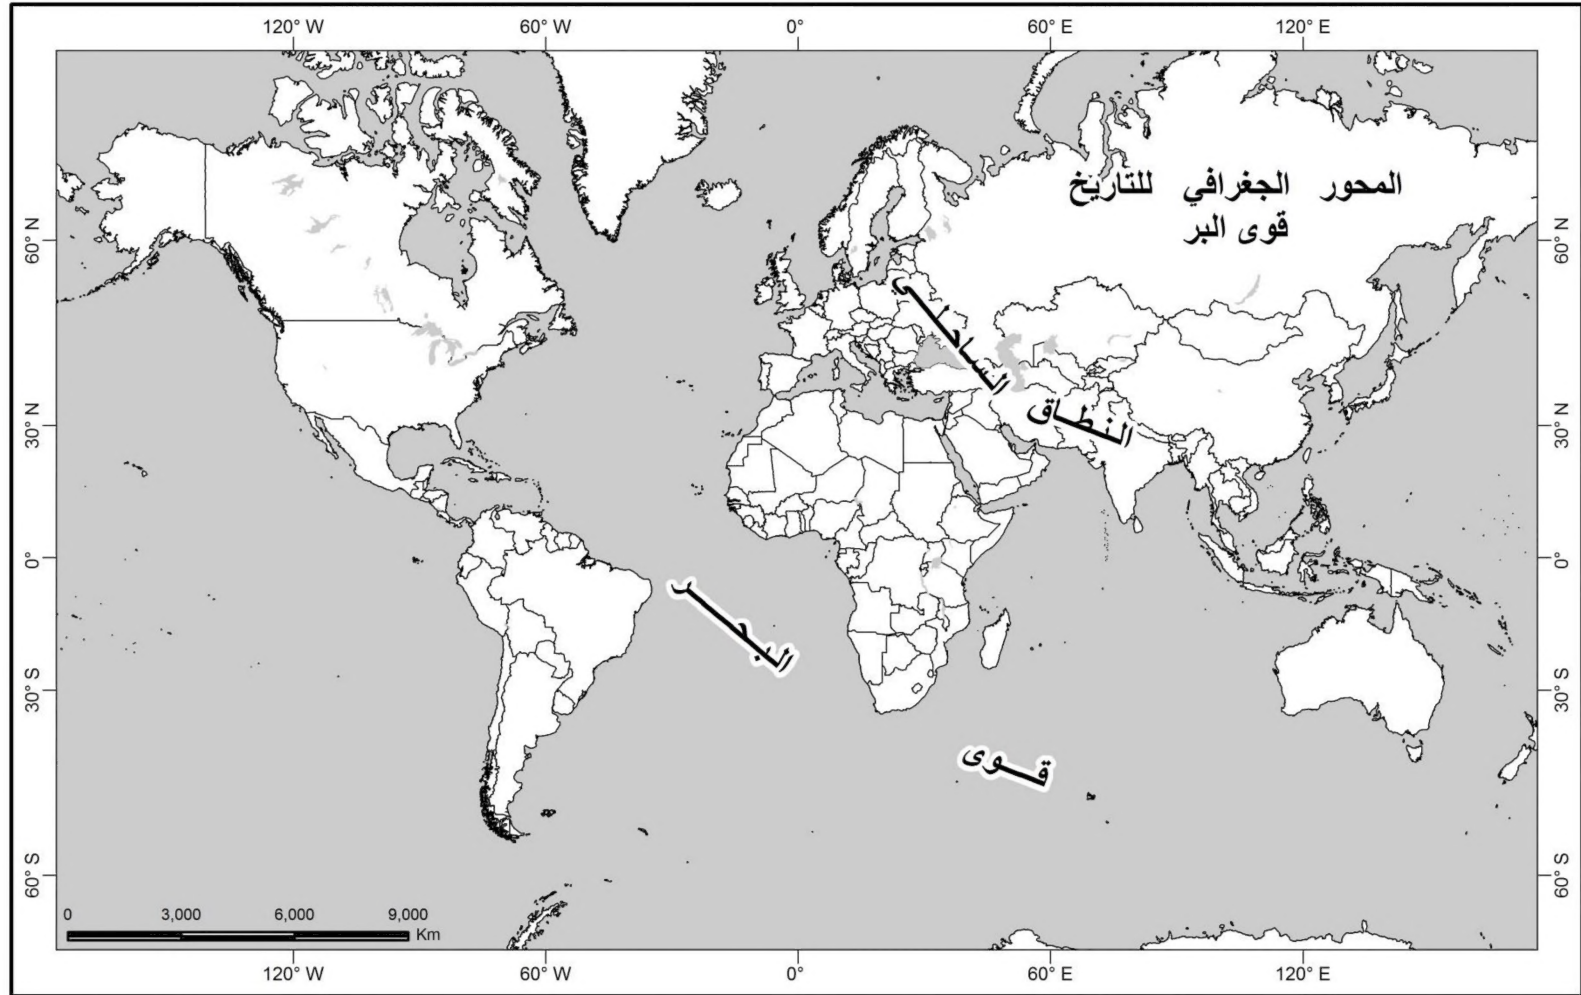 120° W 60° W 0° 60° E 120° E
60° N 60° N
المحور الجغرافي للتاريخ
قوى البر
النطاق الساحلي
30° N 30° N
0° 0°
قوى البحر
30° S 30° S
60° S 60° S
0 3,000 6,000 9,000
Km
120° W 60° W 0° 60° E 120° E